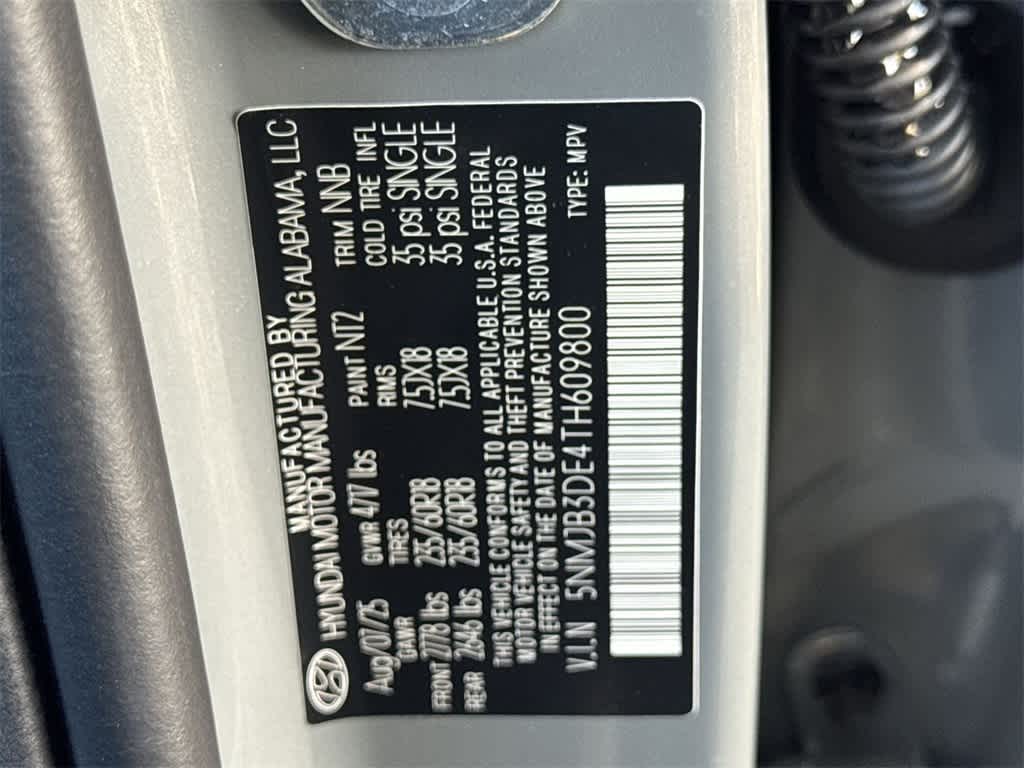 MANUFACTURED BY
HYUNDAI MOTOR MANUFACTURING ALABAMA, LLC
Aug/07/25 GVWR 4717 lbs PAINT NT2 TRIM NNB
GAWR TIRES RIMS COLD TIRE INFL
FRONT 2778 lbs 235/60R18 7.5JX18 35 psi SINGLE
REAR 2646 lbs 235/60R18 7.5JX18 35 psi SINGLE
THIS VEHICLE CONFORMS TO ALL APPLICABLE U.S.A. FEDERAL
MOTOR VEHICLE SAFETY AND THEFT PREVENTION STANDARDS
IN EFFECT ON THE DATE OF MANUFACTURE SHOWN ABOVE
V.I.N 5NMJB3DE4TH609800 TYPE: MPV